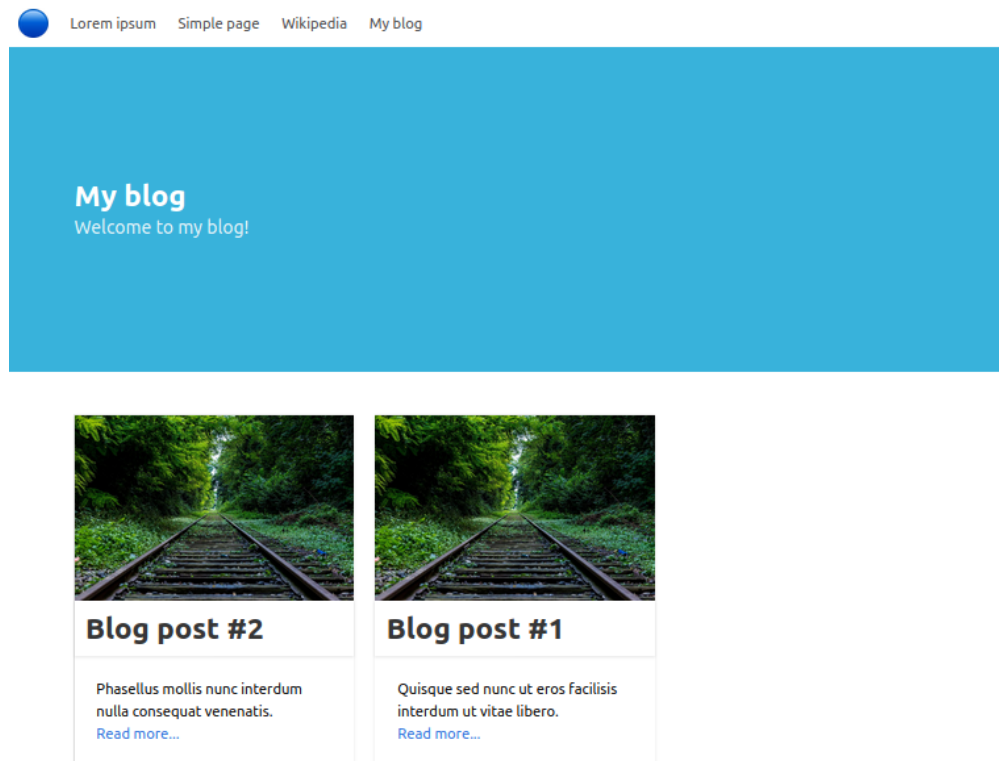 Lorem ipsum Simple page Wikipedia My blog
My blog
Welcome to my blog!
Blog post #2
Phasellus mollis nunc interdum
nulla consequat venenatis.
Read more...
Blog post #1
Quisque sed nunc ut eros facilisis
interdum ut vitae libero.
Read more...